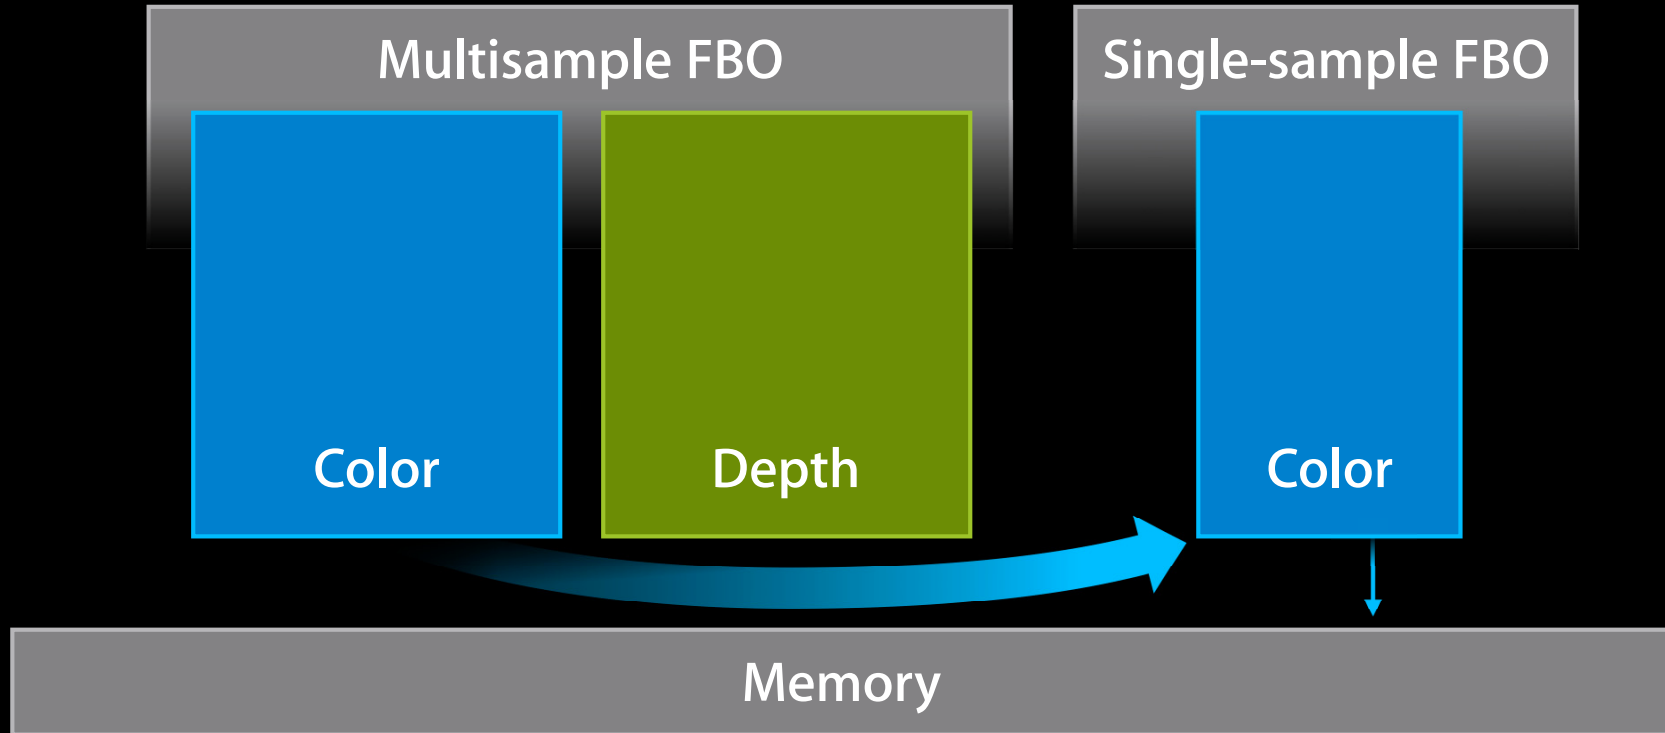 Multisample FBO
Single-sample FBO
Color
Depth
Color
Memory